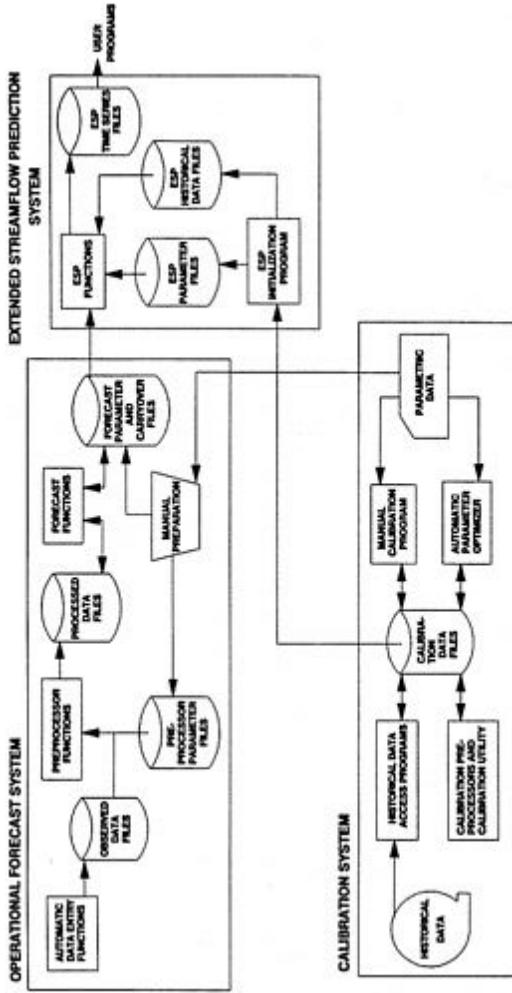 OPERATIONAL FORECAST SYSTEM
AUTOMATIC
DATA ENTRY
FUNCTIONS
OBSERVED
DATA
FILES
PREPROCESSOR
FUNCTIONS
PRE-
PROCESSOR
PARAMETER
FILES
PROCESSED
DATA
FILES
FORECAST
FUNCTIONS
MANUAL
PREPARATION
FORECAST
PARAMETER
AND
CARRYOVER
FILES
EXTENDED STREAMFLOW PREDICTION
SYSTEM
ESP
FUNCTIONS
ESP
TIME SERIES
FILES
USER
PROGRAMS
ESP
PARAMETER
FILES
ESP
HISTORICAL
DATA FILES
ESP
INITIALIZATION
PROGRAM
CALIBRATION SYSTEM
HISTORICAL
DATA
HISTORICAL DATA
ACCESS PROGRAMS
CALIBRATION PRE-
PROCESSORS AND
CALIBRATION UTILITY
CALIBRA-
TION
DATA
FILES
MANUAL
CALIBRATION
PROGRAM
AUTOMATIC
PARAMETER
OPTIMIZER
PARAMETRIC
DATA